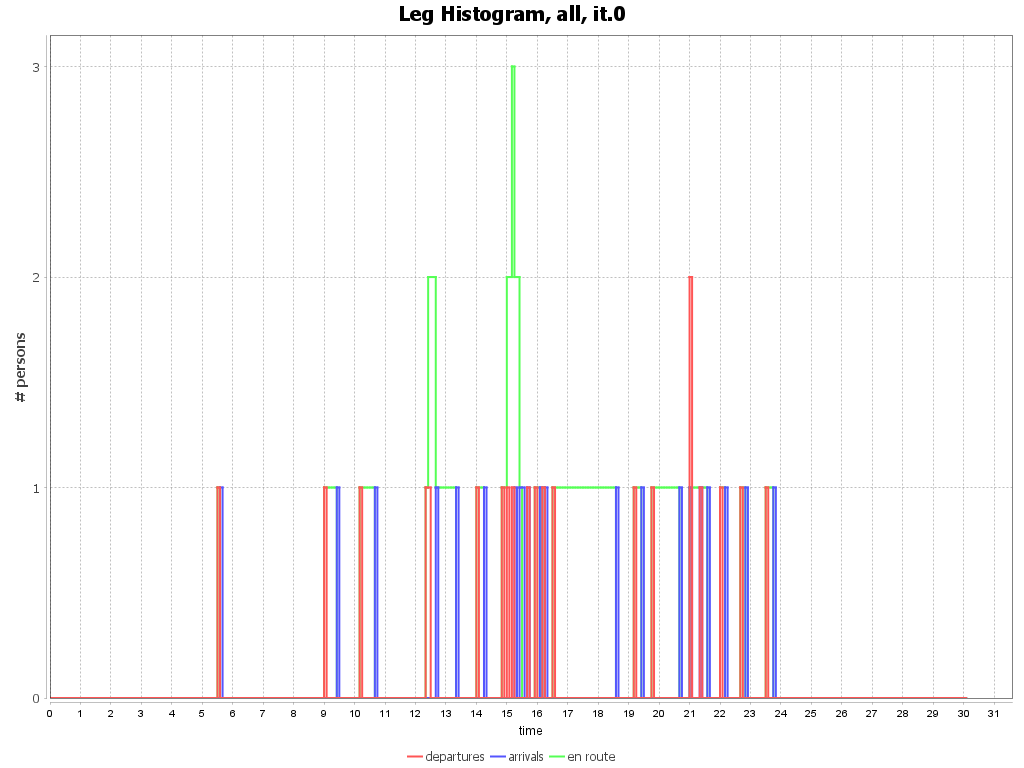 Leg Histogram, all, it.0
3
2
1
0
# persons
0 1 2 3 4 5 6 7 8 9 10 11 12 13 14 15 16 17 18 19 20 21 22 23 24 25 26 27 28 29 30 31
time
departures arrivals en route